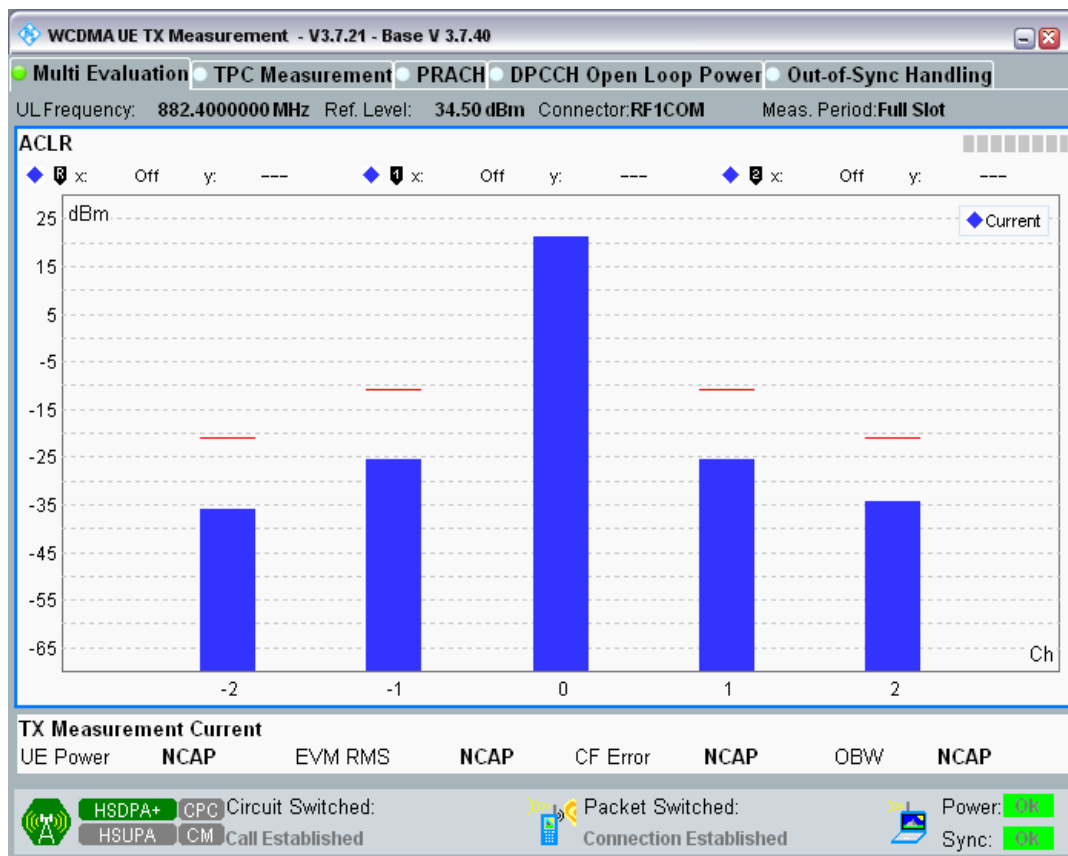 WCDMA UE TX Measurement - V3.7.21 - Base V 3.7.40
Multi Evaluation TPC Measurement PRACH DPCCH Open Loop Power Out-of-Sync Handling
UL Frequency: 882.4000000 MHz Ref. Level: 34.50 dBm Connector:RF1COM Meas. Period:Full Slot
ACLR
R x: Off y: --- 1 x: Off y: --- 2 x: Off y: ---
dBm
Current
25
15
5
-5
-15
-25
-35
-45
-55
-65
Ch
-2 -1 0 1 2
TX Measurement Current
UE Power NCAP EVM RMS NCAP CF Error NCAP OBW NCAP
HSDPA+ CPC Circuit Switched: Packet Switched: Power: OK
HSUPA CM Call Established Connection Established Sync: OK